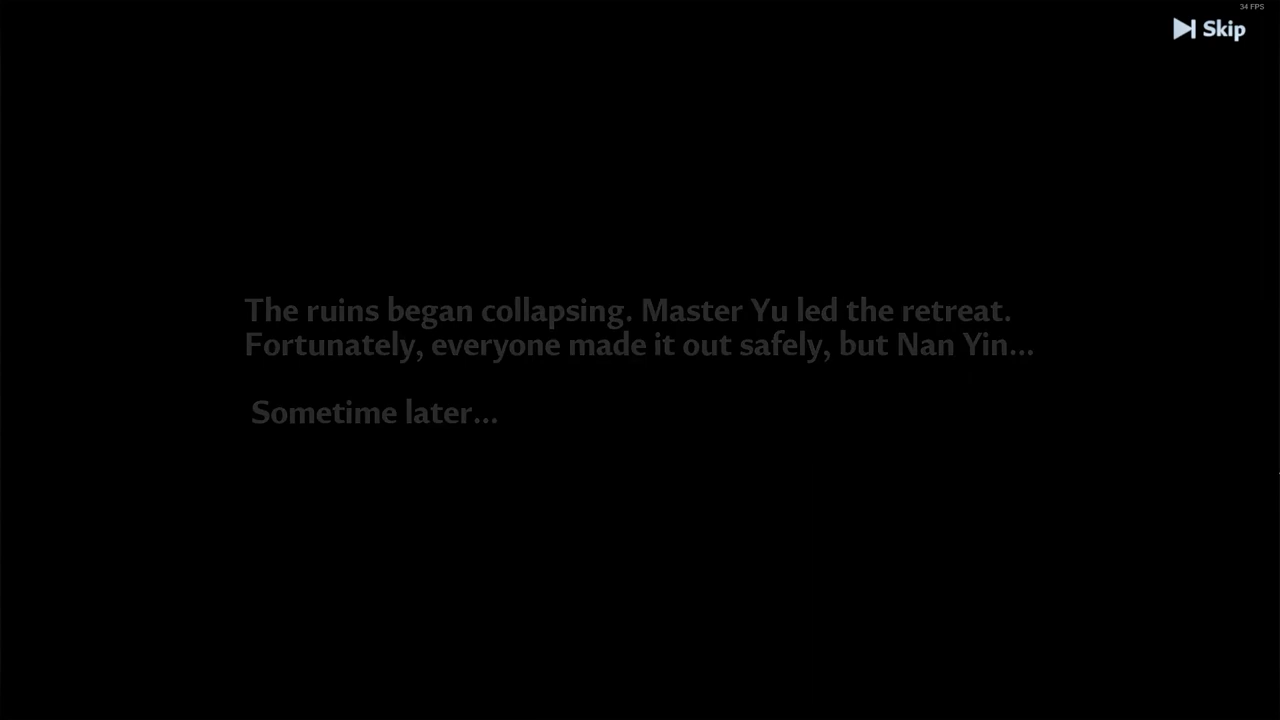 34 FPS
Skip
The ruins began collapsing. Master Yu led the retreat.
Fortunately, everyone made it out safely, but Nan Yin...
Sometime later...